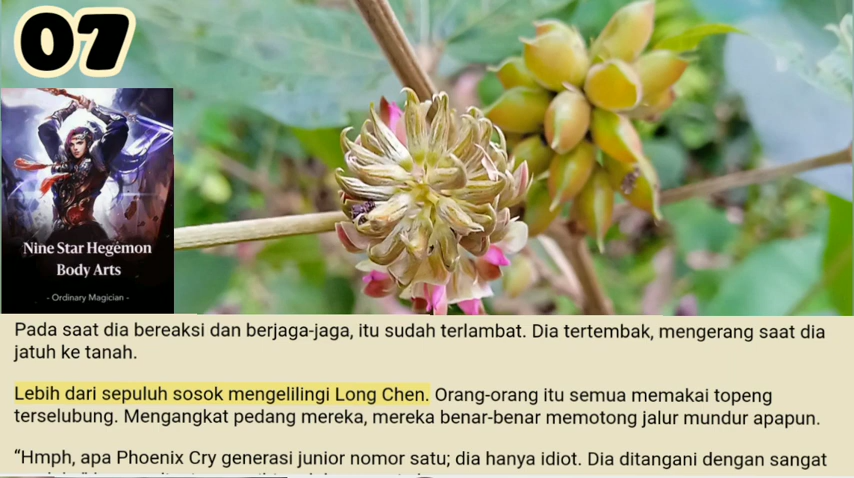 07
Nine Star Hegemon
Body Arts
- Ordinary Magician -
Pada saat dia bereaksi dan berjaga-jaga, itu sudah terlambat. Dia tertembak, mengerang saat dia
jatuh ke tanah.
Lebih dari sepuluh sosok mengelilingi Long Chen. Orang-orang itu semua memakai topeng
terselubung. Mengangkat pedang mereka, mereka benar-benar memotong jalur mundur apapun.
“Hmph, apa Phoenix Cry generasi junior nomor satu; dia hanya idiot. Dia ditangani dengan sangat